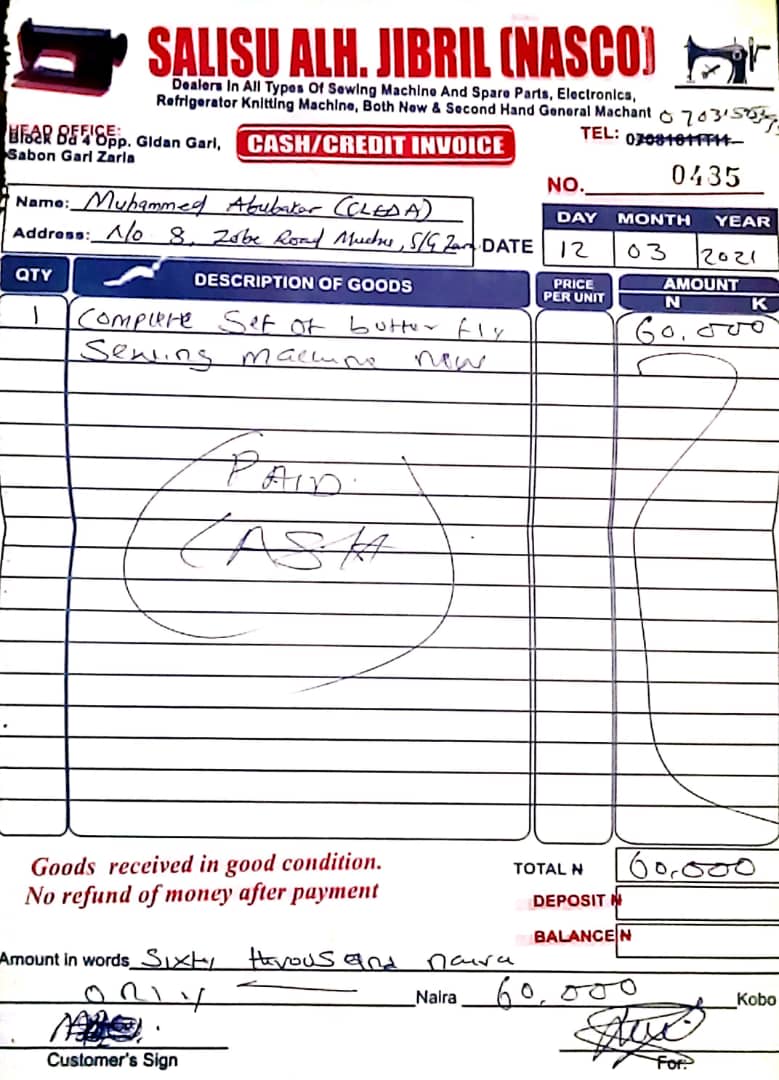 SALISU ALH. JIBRIL (NASCO)
Dealers In All Types Of Sewing Machine And Spare Parts, Electronics,
Refrigerator Knitting Machine, Both New & Second Hand General Machant
HEAD OFFICE:
Block Dd 4 Opp. Gidan Gari,
Sabon Gari Zaria
CASH/CREDIT INVOICE
TEL:
NO. 0435
Name: Muhammed Abubakar (CLEDA)
Address: N/o 8, Zobe Road Muchia, S/G Zaria
DATE
DAY MONTH YEAR
12 03 2021
QTY DESCRIPTION OF GOODS PRICE PER UNIT AMOUNT
N K
1 Complete Set of butter fly 60,000
Sewing machine new
PAID
CASH
Goods received in good condition.
No refund of money after payment
TOTAL N 60,000
DEPOSIT N
BALANCE N
Amount in words Sixty thousand naira
only Naira 60,000 Kobo
Customer's Sign
For: